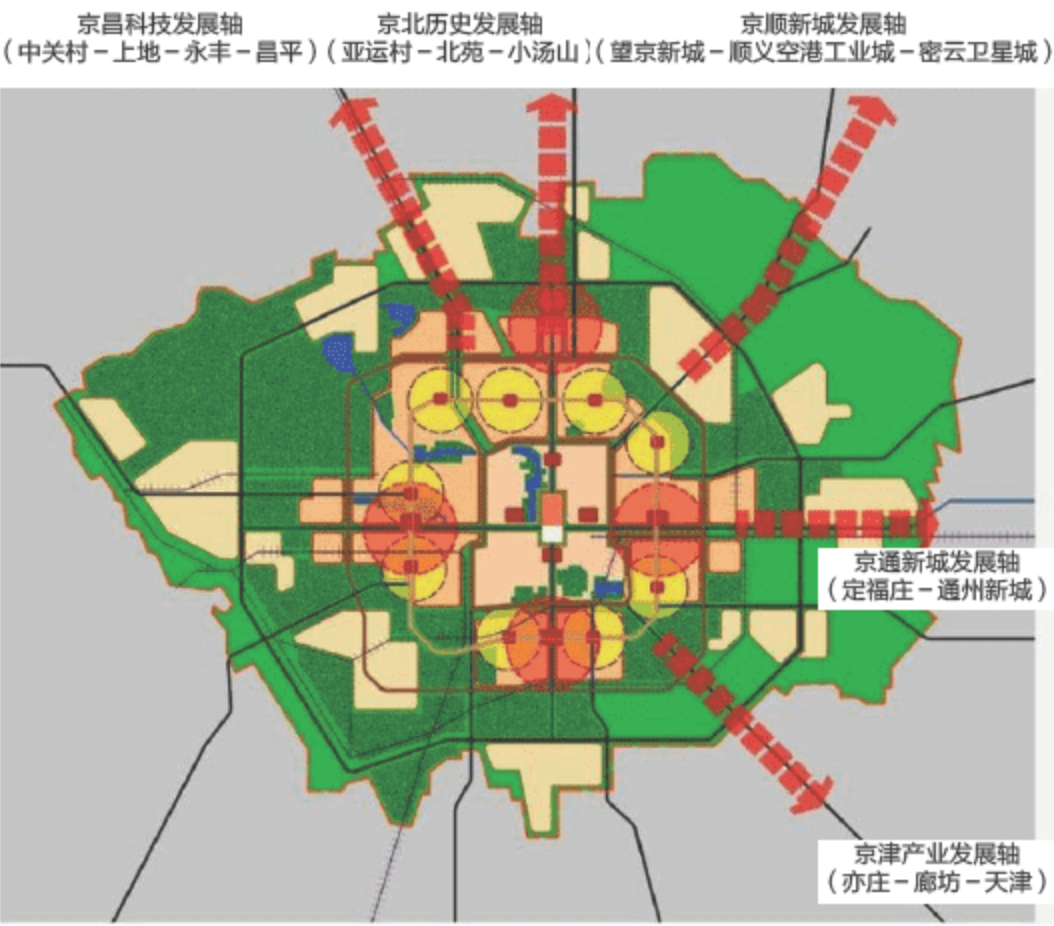 京昌科技发展轴
(中关村-上地-永丰-昌平)
京北历史发展轴
(亚运村-北苑-小汤山)
京顺新城发展轴
(望京新城-顺义空港工业城-密云卫星城)
京通新城发展轴
(定福庄-通州新城)
京津产业发展轴
(亦庄-廊坊-天津)